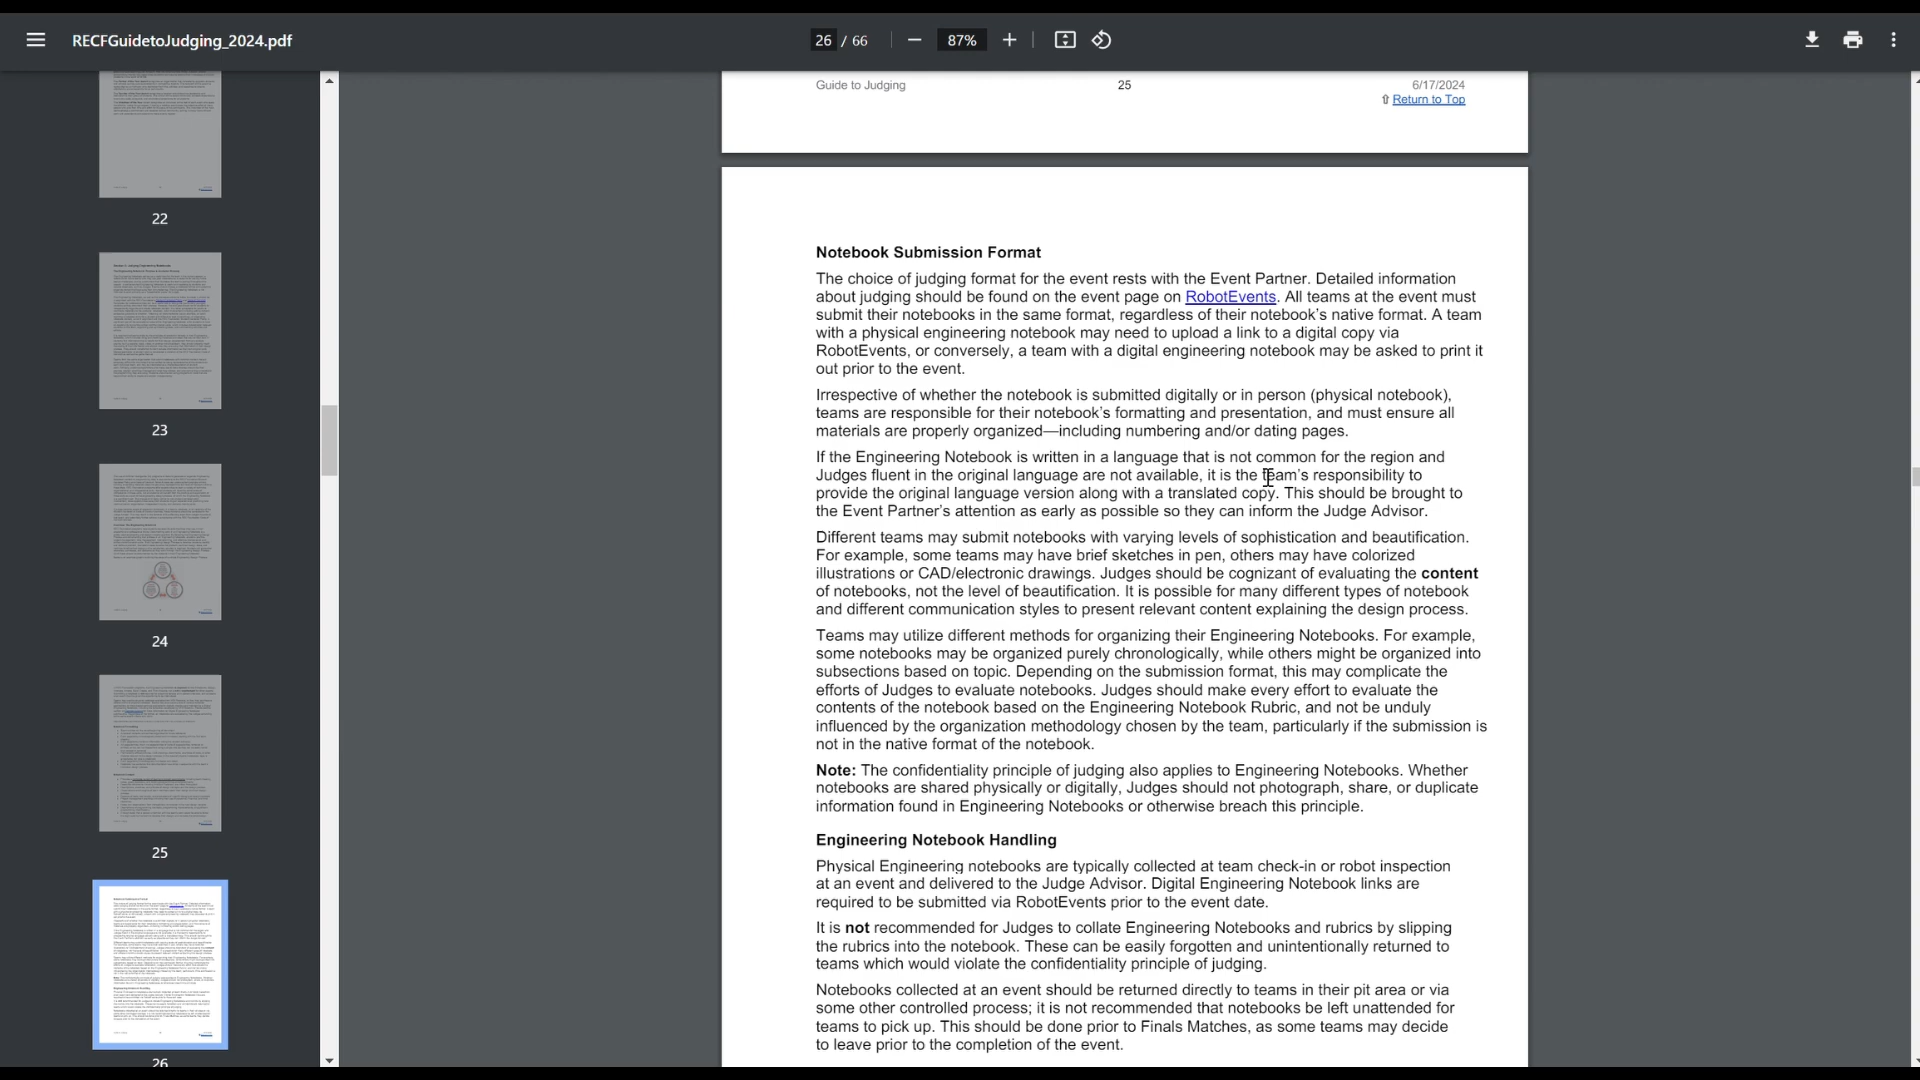 RECFGuidetoJudging_2024.pdf
26 / 66
87%
22
23
24
25
26
Guide to Judging 25 6/17/2024
⇧ Return to Top
Notebook Submission Format
The choice of judging format for the event rests with the Event Partner. Detailed information
about judging should be found on the event page on RobotEvents. All teams at the event must
submit their notebooks in the same format, regardless of their notebook's native format. A team
with a physical engineering notebook may need to upload a link to a digital copy via
RobotEvents, or conversely, a team with a digital engineering notebook may be asked to print it
out prior to the event.
Irrespective of whether the notebook is submitted digitally or in person (physical notebook),
teams are responsible for their notebook's formatting and presentation, and must ensure all
materials are properly organized—including numbering and/or dating pages.
If the Engineering Notebook is written in a language that is not common for the region and
Judges fluent in the original language are not available, it is the team's responsibility to
provide the original language version along with a translated copy. This should be brought to
the Event Partner's attention as early as possible so they can inform the Judge Advisor.
Different teams may submit notebooks with varying levels of sophistication and beautification.
For example, some teams may have brief sketches in pen, others may have colorized
illustrations or CAD/electronic drawings. Judges should be cognizant of evaluating the content
of notebooks, not the level of beautification. It is possible for many different types of notebook
and different communication styles to present relevant content explaining the design process.
Teams may utilize different methods for organizing their Engineering Notebooks. For example,
some notebooks may be organized purely chronologically, while others might be organized into
subsections based on topic. Depending on the submission format, this may complicate the
efforts of Judges to evaluate notebooks. Judges should make every effort to evaluate the
contents of the notebook based on the Engineering Notebook Rubric, and not be unduly
influenced by the organization methodology chosen by the team, particularly if the submission is
not in the native format of the notebook.
Note: The confidentiality principle of judging also applies to Engineering Notebooks. Whether
notebooks are shared physically or digitally, Judges should not photograph, share, or duplicate
information found in Engineering Notebooks or otherwise breach this principle.
Engineering Notebook Handling
Physical Engineering notebooks are typically collected at team check-in or robot inspection
at an event and delivered to the Judge Advisor. Digital Engineering Notebook links are
required to be submitted via RobotEvents prior to the event date.
It is not recommended for Judges to collate Engineering Notebooks and rubrics by slipping
the rubrics into the notebook. These can be easily forgotten and unintentionally returned to
teams which would violate the confidentiality principle of judging.
Notebooks collected at an event should be returned directly to teams in their pit area or via
some other controlled process; it is not recommended that notebooks be left unattended for
teams to pick up. This should be done prior to Finals Matches, as some teams may decide
to leave prior to the completion of the event.